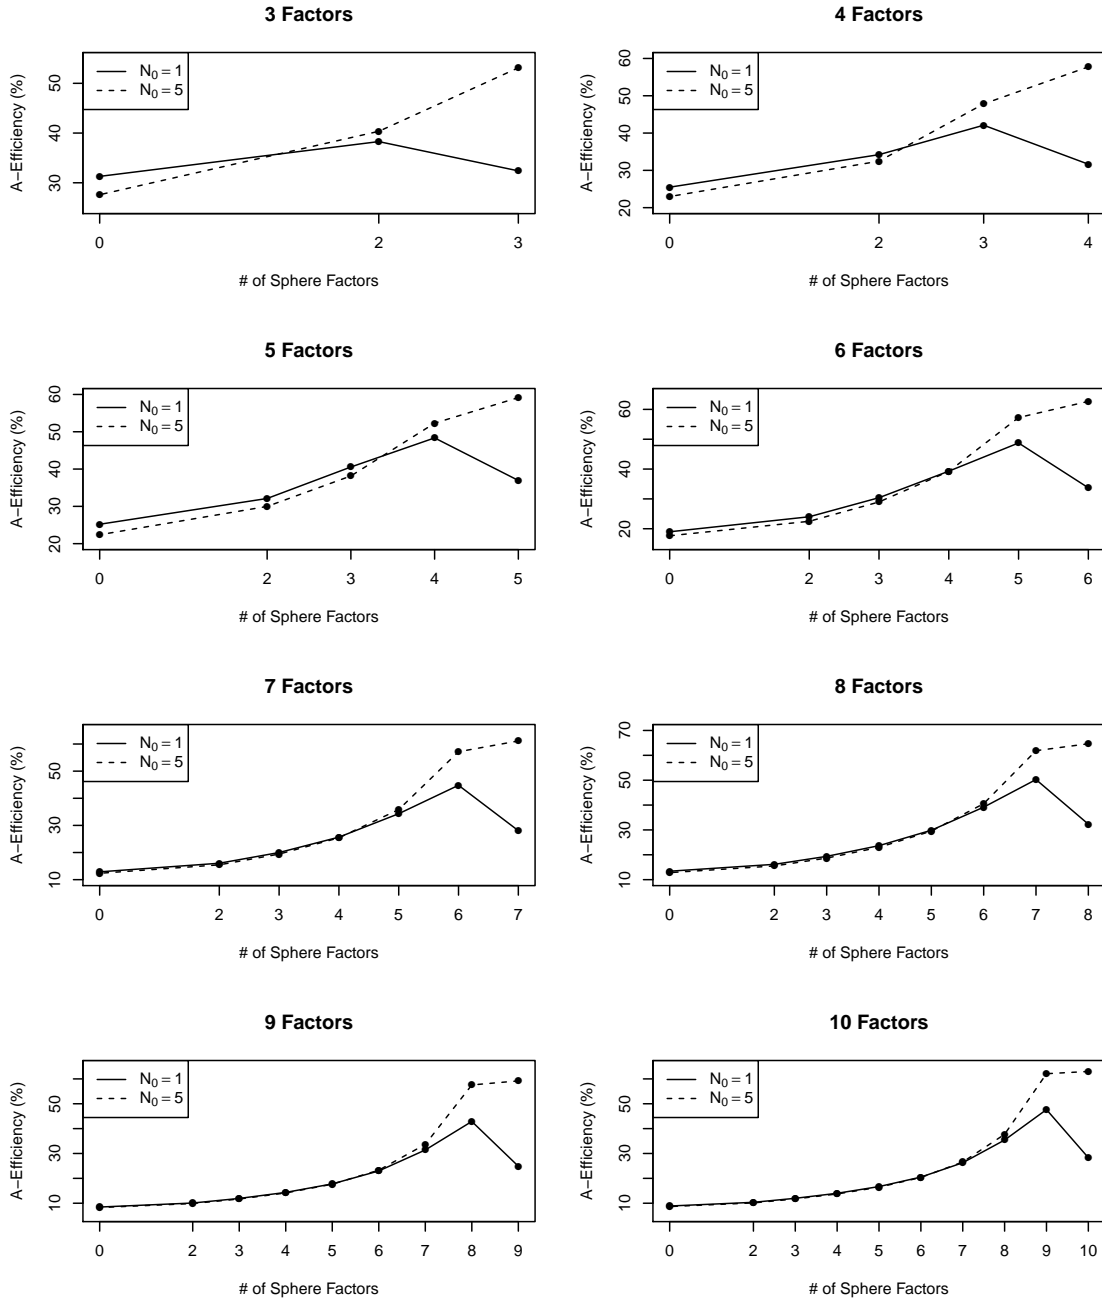 3 Factors
A−Efficiency (%)
50
40
30
N0 = 1
N0 = 5
0 2 3
# of Sphere Factors
4 Factors
A−Efficiency (%)
60
50
40
30
20
N0 = 1
N0 = 5
0 2 3 4
# of Sphere Factors
5 Factors
A−Efficiency (%)
60
50
40
30
20
N0 = 1
N0 = 5
0 2 3 4 5
# of Sphere Factors
6 Factors
A−Efficiency (%)
60
40
20
N0 = 1
N0 = 5
0 2 3 4 5 6
# of Sphere Factors
7 Factors
A−Efficiency (%)
50
30
10
N0 = 1
N0 = 5
0 2 3 4 5 6 7
# of Sphere Factors
8 Factors
A−Efficiency (%)
70
50
30
10
N0 = 1
N0 = 5
0 2 3 4 5 6 7 8
# of Sphere Factors
9 Factors
A−Efficiency (%)
50
30
10
N0 = 1
N0 = 5
0 2 3 4 5 6 7 8 9
# of Sphere Factors
10 Factors
A−Efficiency (%)
50
30
10
N0 = 1
N0 = 5
0 2 3 4 5 6 7 8 9 10
# of Sphere Factors